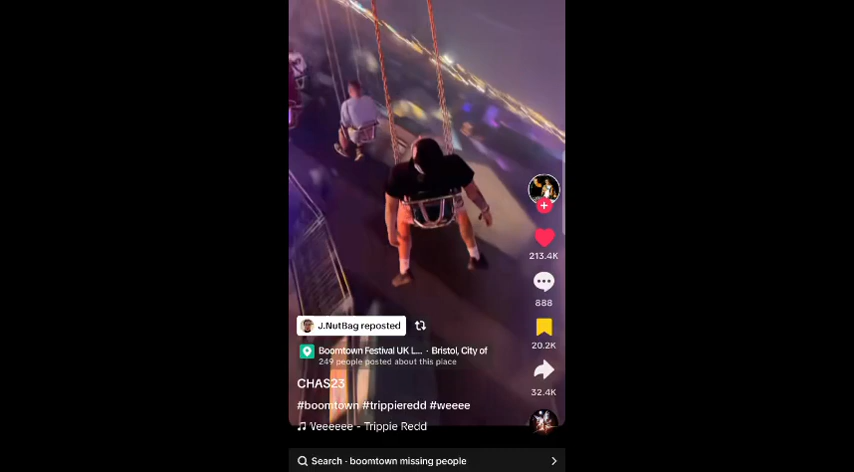 213.4K
888
20.2K
32.4K
J.NutBag reposted
Boomtown Festival UK L... · Bristol, City of
249 people posted about this place
CHAS23
#boomtown #trippieredd #weeee
Veeeeee - Trippie Redd
Search · boomtown missing people